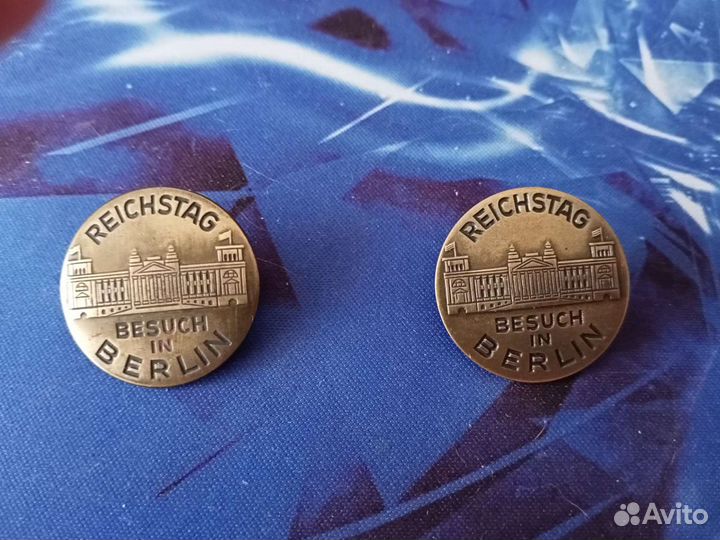 REICHSTAG
BESUCH
IN
BERLIN
REICHSTAG
BESUCH
IN
BERLIN
Avito